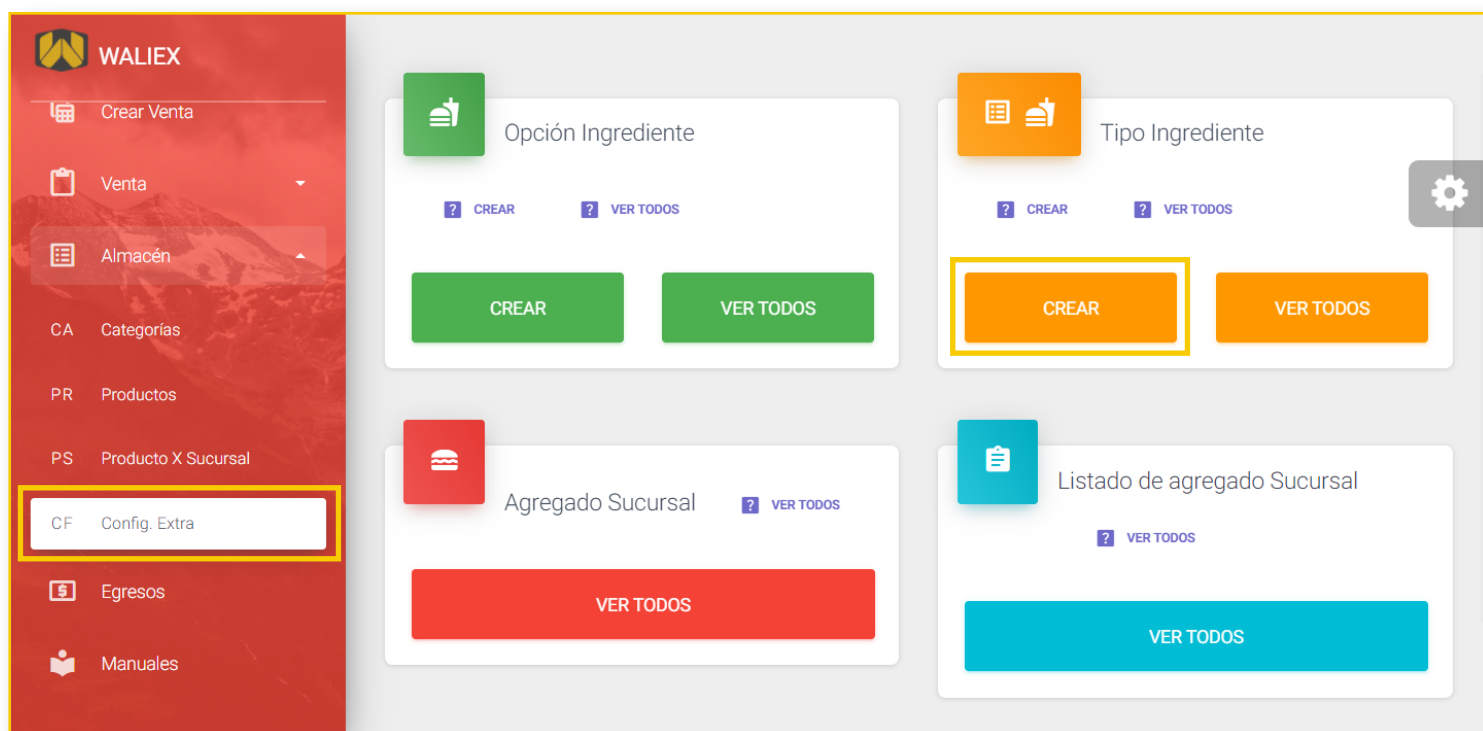 WALIEX
Crear Venta
Venta
Almacén
CA Categorías
PR Productos
PS Producto X Sucursal
CF Config. Extra
Egresos
Manuales
Opción Ingrediente
? CREAR ? VER TODOS
CREAR VER TODOS
Tipo Ingrediente
? CREAR ? VER TODOS
CREAR VER TODOS
Agregado Sucursal ? VER TODOS
VER TODOS
Listado de agregado Sucursal
? VER TODOS
VER TODOS